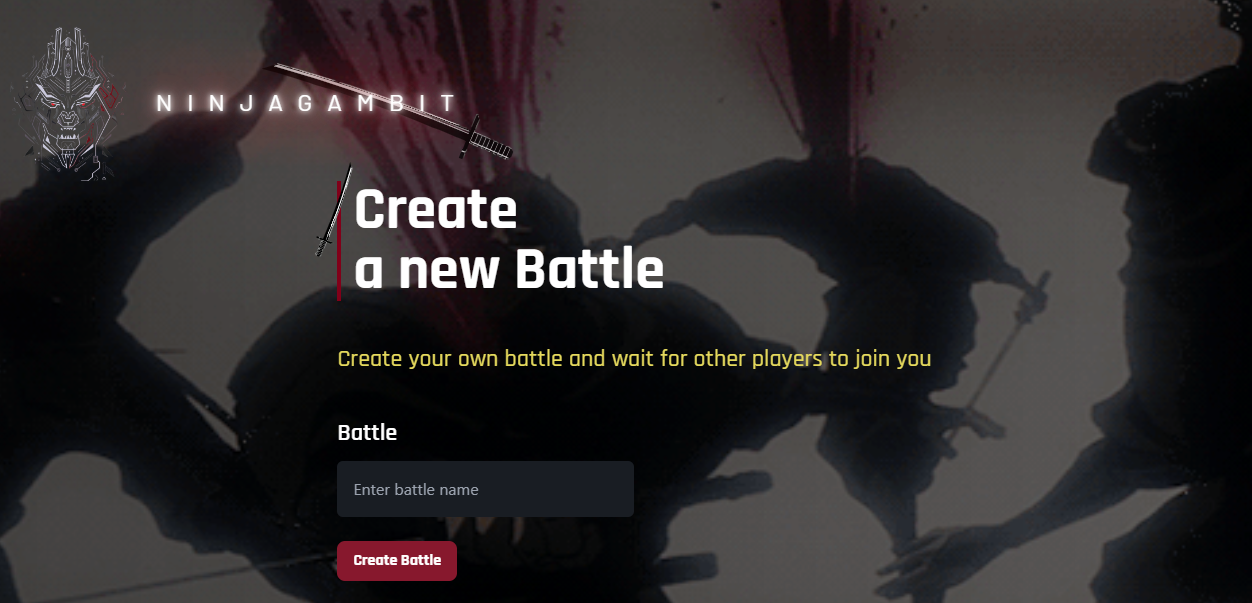 NINJAGAMBIT
Create
a new Battle
Create your own battle and wait for other players to join you
Battle
Enter battle name
Create Battle